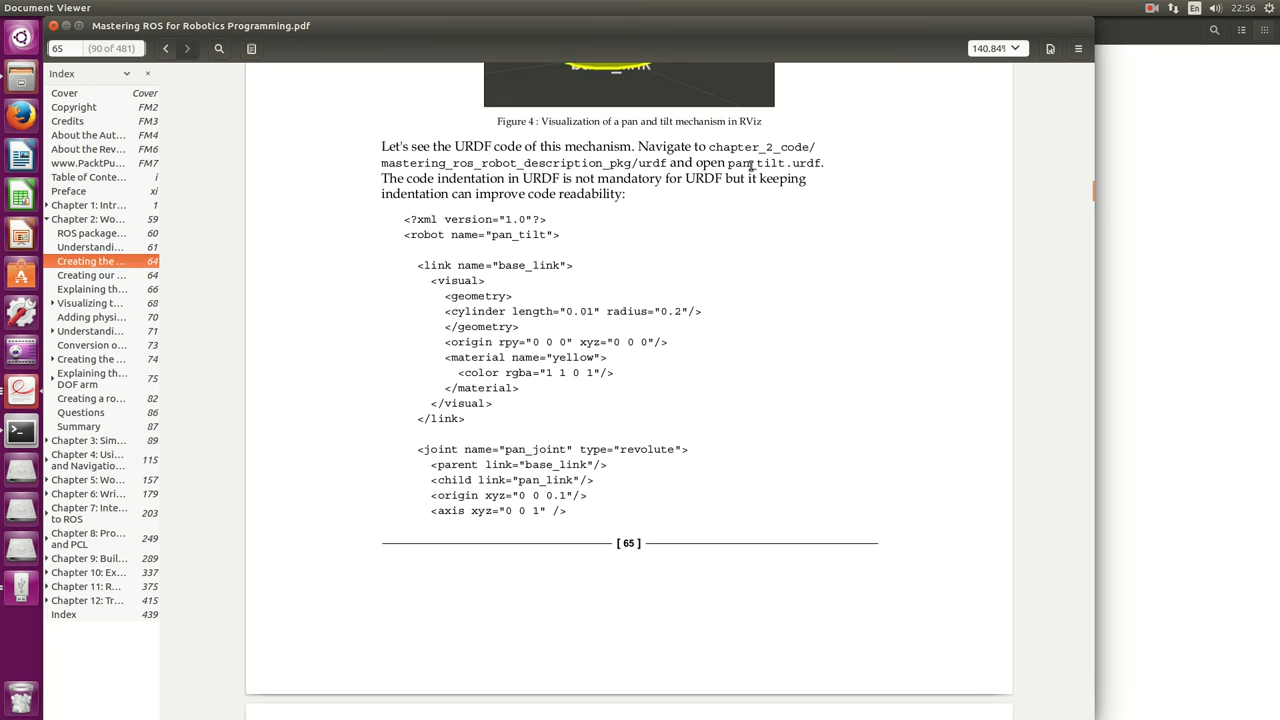 Document Viewer
En
22:56
Mastering ROS for Robotics Programming.pdf
65
(90 of 481)
140.84%
Index
Cover Cover
Copyright FM2
Credits FM3
About the Aut... FM4
About the Rev... FM6
www.PacktPu... FM7
Table of Conte... i
Preface xi
Chapter 1: Intr... 1
Chapter 2: Wo... 59
ROS package... 60
Understandi... 61
Creating the ... 64
Creating our ... 64
Explaining th... 66
Visualizing t... 68
Adding physi... 70
Understandi... 71
Conversion o... 73
Creating the ... 74
Explaining the...
DOF arm 75
Creating a ro... 82
Questions 86
Summary 87
Chapter 3: Sim... 89
Chapter 4: Usi...
and Navigatio... 115
Chapter 5: Wo... 157
Chapter 6: Wri... 179
Chapter 7: Inte...
to ROS 203
Chapter 8: Pro...
and PCL 249
Chapter 9: Buil... 289
Chapter 10: Ex... 337
Chapter 11: R... 375
Chapter 12: Tr... 415
Index 439
Figure 4 : Visualization of a pan and tilt mechanism in RViz
Let's see the URDF code of this mechanism. Navigate to chapter_2_code/
mastering_ros_robot_description_pkg/urdf and open pan_tilt.urdf.
The code indentation in URDF is not mandatory for URDF but it keeping
indentation can improve code readability:
<?xml version="1.0"?>
<robot name="pan_tilt">
<link name="base_link">
<visual>
<geometry>
<cylinder length="0.01" radius="0.2"/>
</geometry>
<origin rpy="0 0 0" xyz="0 0 0"/>
<material name="yellow">
<color rgba="1 1 0 1"/>
</material>
</visual>
</link>
<joint name="pan_joint" type="revolute">
<parent link="base_link"/>
<child link="pan_link"/>
<origin xyz="0 0 0.1"/>
<axis xyz="0 0 1" />
[ 65 ]